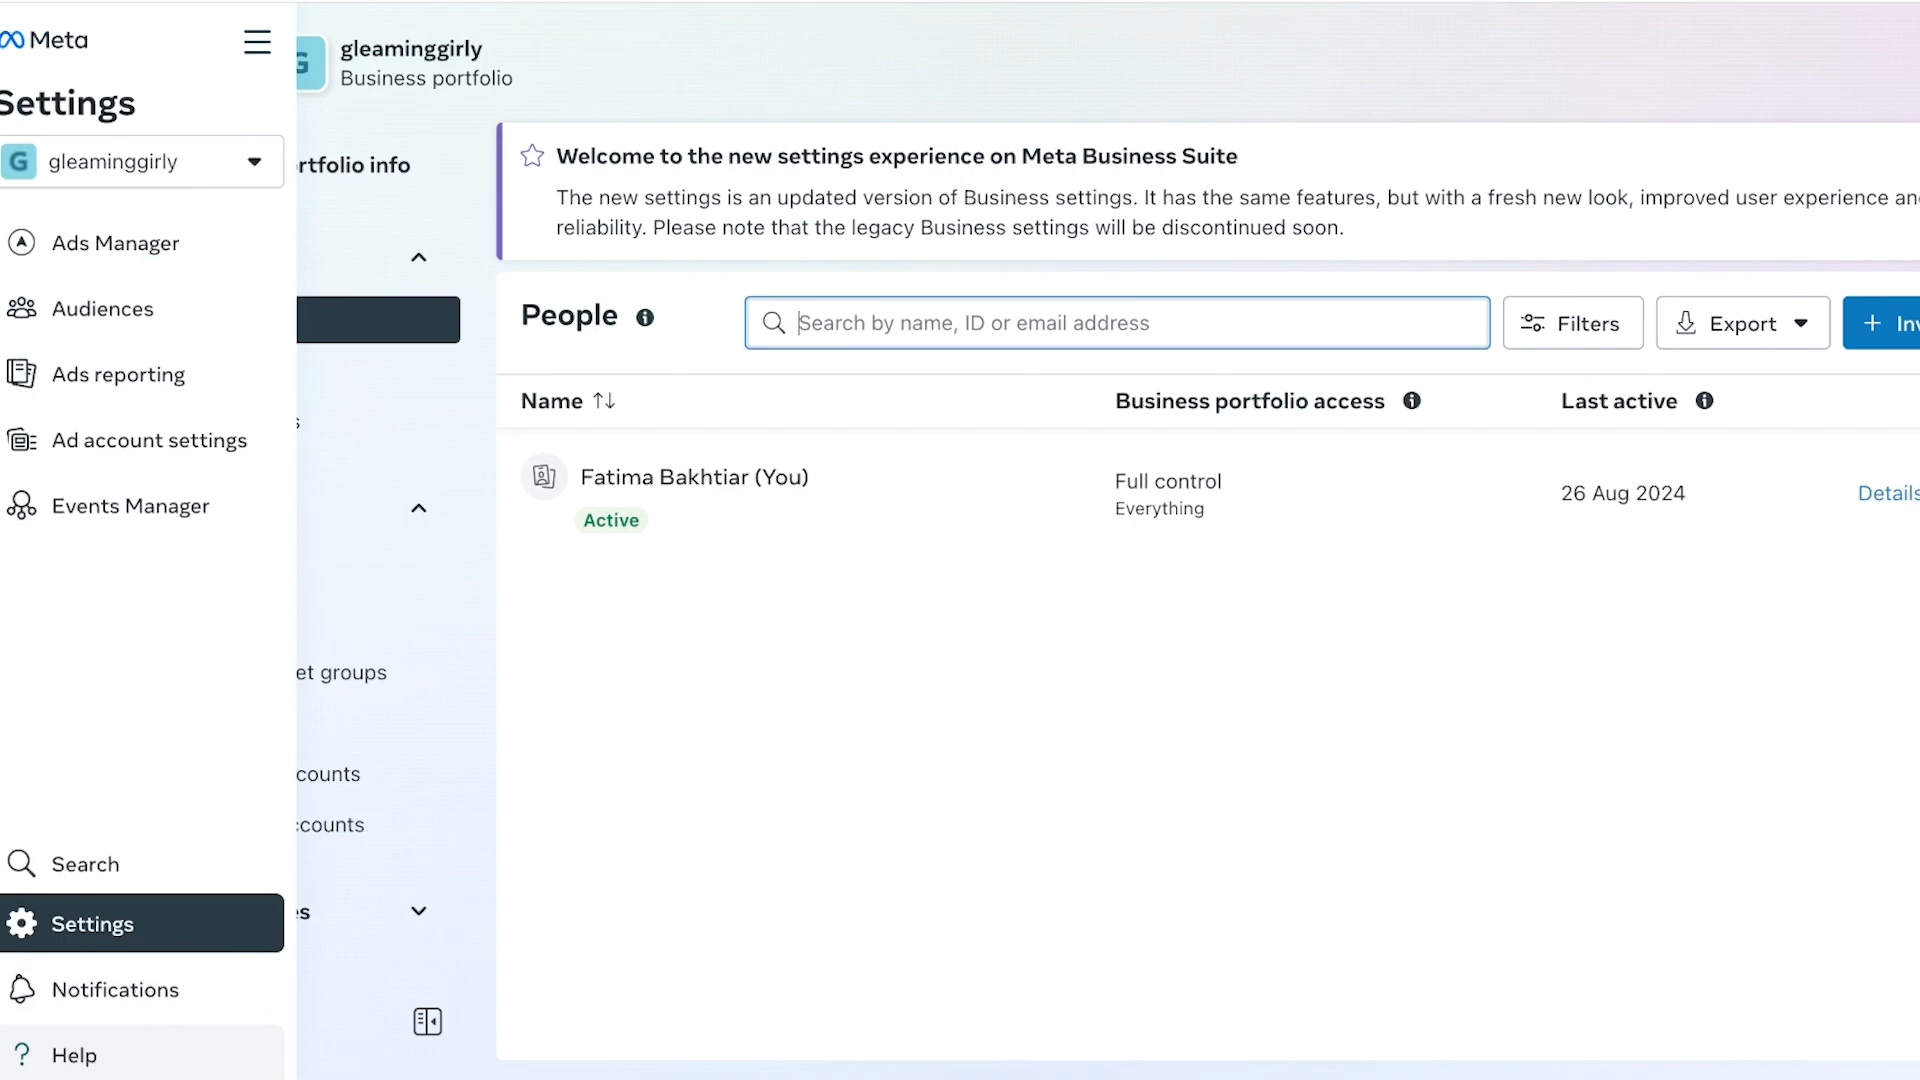 Meta
Settings
G gleaminggirly
Ads Manager
Audiences
Ads reporting
Ad account settings
Events Manager
Search
Settings
Notifications
? Help
G
gleaminggirly
Business portfolio
rtfolio info
s
et groups
counts
ccounts
es
Welcome to the new settings experience on Meta Business Suite
The new settings is an updated version of Business settings. It has the same features, but with a fresh new look, improved user experience an
reliability. Please note that the legacy Business settings will be discontinued soon.
People
Search by name, ID or email address
Filters
Export
+ Inv
Name ↑↓ Business portfolio access Last active
Fatima Bakhtiar (You)
Active
Full control
Everything
26 Aug 2024
Details